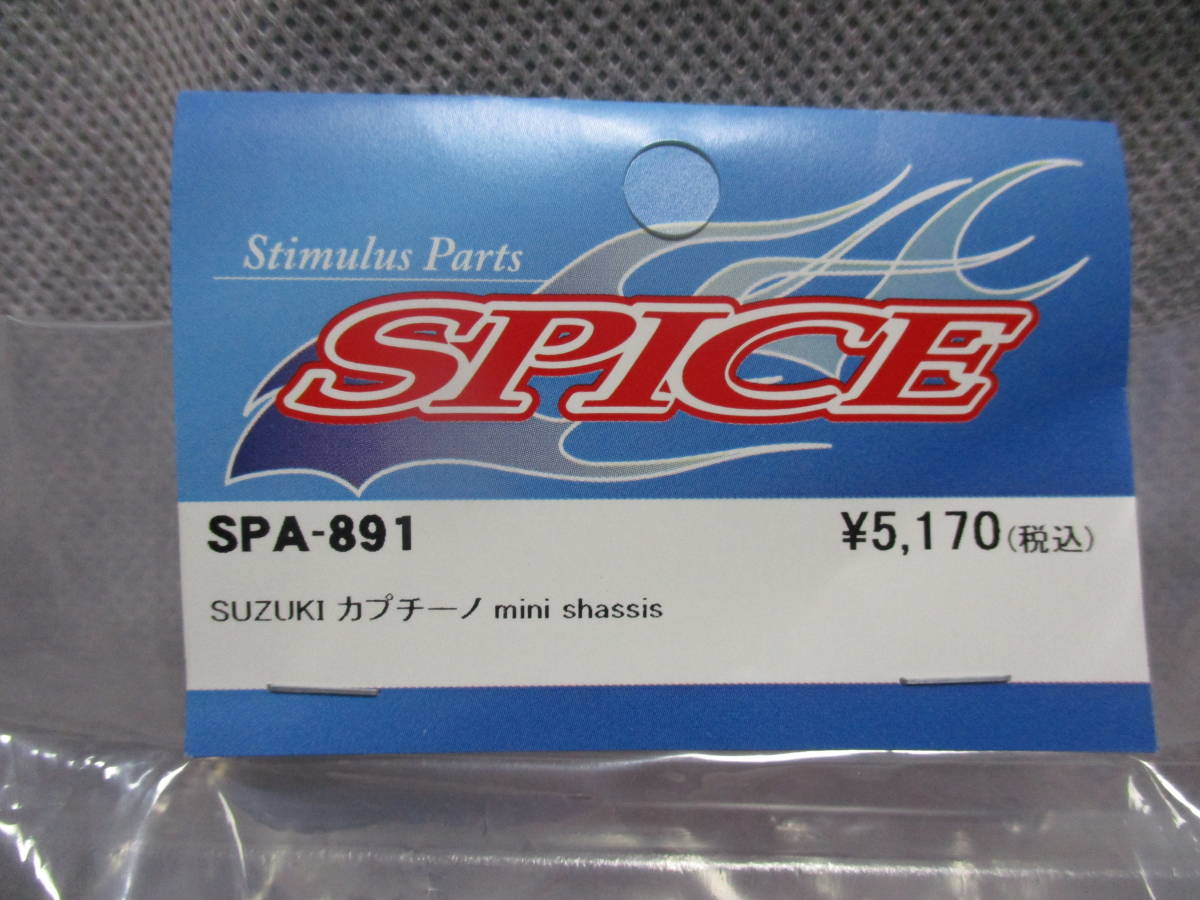 Stimulus Parts
SPICE
SPA-891 ¥5,170(税込)
SUZUKI カプチーノ mini shassis